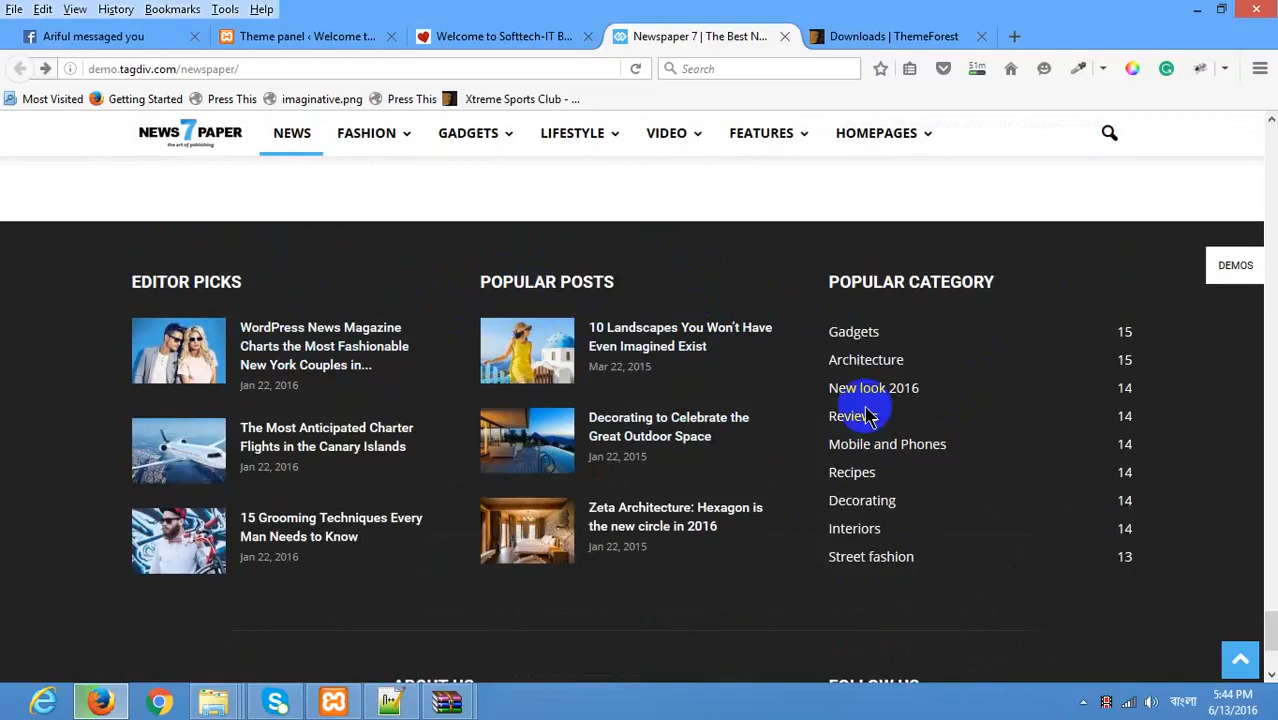 File Edit View History Bookmarks Tools Help
Ariful messaged you
Theme panel ‹ Welcome t...
Welcome to Softtech-IT B...
Newspaper 7 | The Best N...
Downloads | ThemeForest
demo.tagdiv.com/newspaper/
Search
51m
Most Visited Getting Started Press This imaginative.png Press This Xtreme Sports Club - ...
NEWS 7 PAPER
the art of publishing
NEWS FASHION GADGETS LIFESTYLE VIDEO FEATURES HOMEPAGES
DEMOS
EDITOR PICKS
WordPress News Magazine
Charts the Most Fashionable
New York Couples in...
Jan 22, 2016
The Most Anticipated Charter
Flights in the Canary Islands
Jan 22, 2016
15 Grooming Techniques Every
Man Needs to Know
Jan 22, 2016
POPULAR POSTS
10 Landscapes You Won't Have
Even Imagined Exist
Mar 22, 2015
Decorating to Celebrate the
Great Outdoor Space
Jan 22, 2015
Zeta Architecture: Hexagon is
the new circle in 2016
Jan 22, 2015
POPULAR CATEGORY
Gadgets 15
Architecture 15
New look 2016 14
Reviews 14
Mobile and Phones 14
Recipes 14
Decorating 14
Interiors 14
Street fashion 13
ABOUT US
FOLLOW US
বাংলা
5:44 PM
6/13/2016